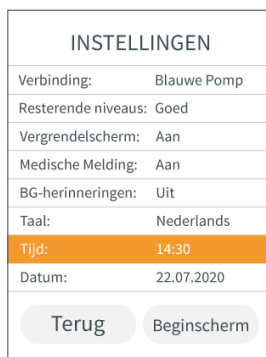 INSTELLINGEN
Verbinding: Blauwe Pomp
Resterende niveaus: Goed
Vergrendelscherm: Aan
Medische Melding: Aan
BG-herinneringen: Uit
Taal: Nederlands
Tijd: 14:30
Datum: 22.07.2020
Terug Beginscherm